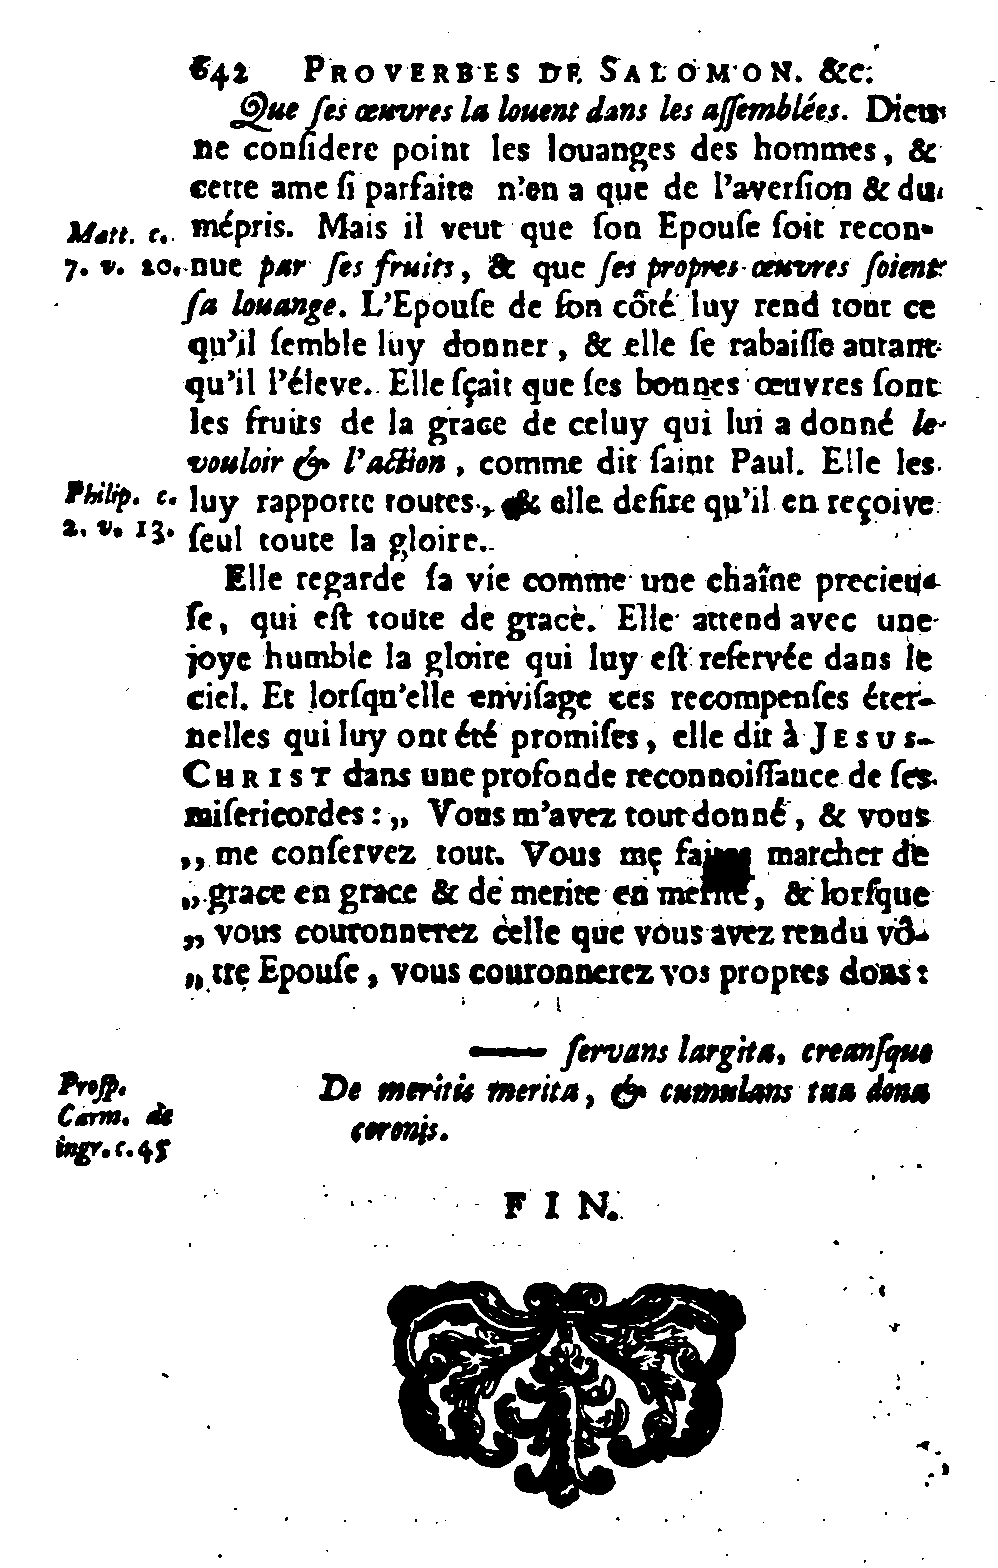 642 PROVERBES DE SALOMON. &c.
Que ſes œuvres la louent dans les aſſemblées. Dieu
ne conſidere point les louanges des hommes, &
cette ame ſi parfaite n'en a que de l'averſion & du
mépris. Mais il veut que ſon Epouſe ſoit recon-
Matt. c.
7. v. 20.
nue par ſes fruits, & que ſes propres œuvres ſoient
ſa louange. L'Epouſe de ſon côté luy rend tout ce
qu'il ſemble luy donner, & elle ſe rabaiſſe autant
qu'il l'éleve. Elle ſçait que ſes bonnes œuvres ſont
les fruits de la grace de celuy qui lui a donné le
vouloir & l'action, comme dit ſaint Paul. Elle les
Philip. c.
2. v. 13.
luy rapporte toutes, & elle deſire qu'il en reçoive
ſeul toute la gloire.
Elle regarde ſa vie comme une chaîne precieu-
ſe, qui eſt toute de grace. Elle attend avec une
joye humble la gloire qui luy eſt reſervée dans le
ciel. Et lorſqu'elle enviſage ces recompenſes éter-
nelles qui luy ont été promiſes, elle dit à JESUS-
CHRIST dans une profonde reconnoiſſance de ſes
miſericordes: „ Vous m'avez tout donné, & vous
„ me conſervez tout. Vous me faites marcher de
„ grace en grace & de merite en merite, & lorſque
„ vous couronnerez celle que vous avez rendu vô-
„ tre Epouſe, vous couronnerez vos propres dons:
— ſervans largita, creanſque
Proſp.
Carm. de
ingr. c. 45
De meritis merita, & cumulans tua dona
coronis.
FIN.